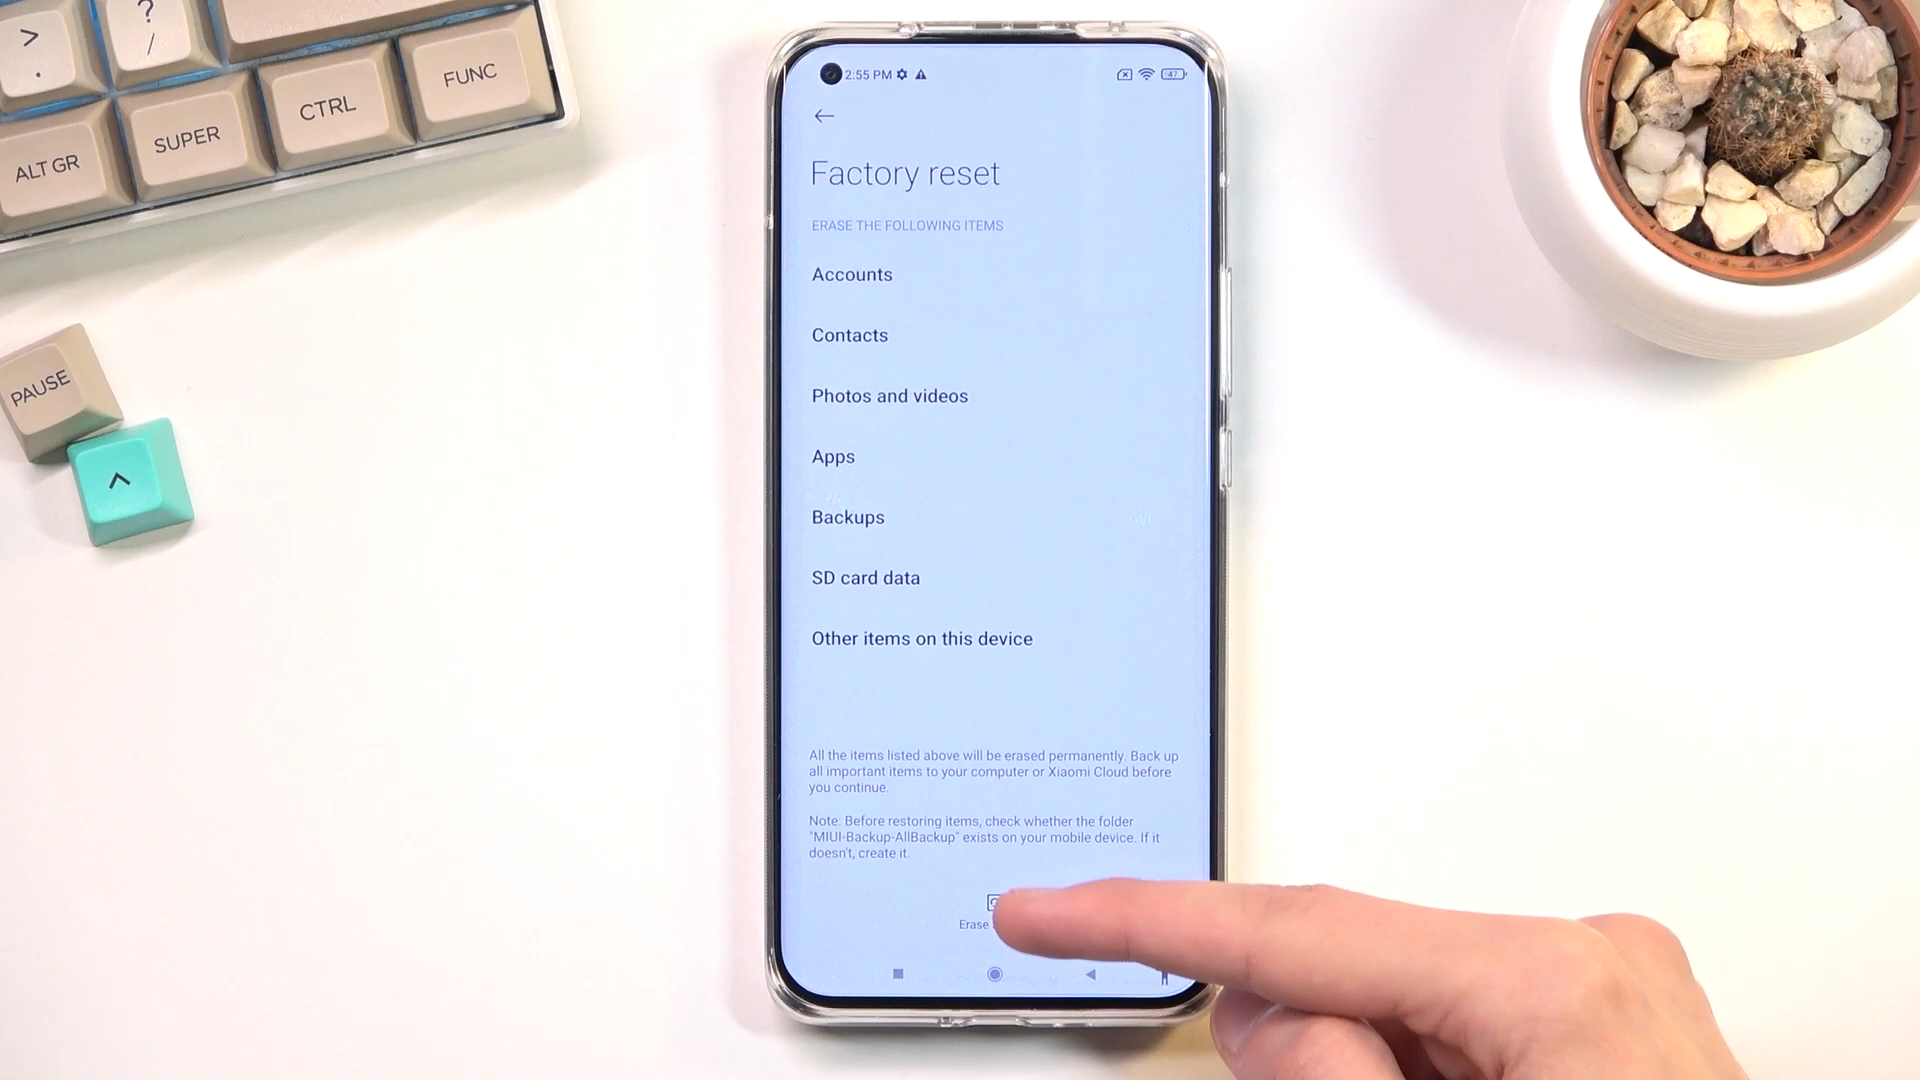 >
.
?
/
FUNC
CTRL
SUPER
ALT GR
PAUSE
^
2:55 PM
47
Factory reset
ERASE THE FOLLOWING ITEMS
Accounts
Contacts
Photos and videos
Apps
Backups
SD card data
Other items on this device
All the items listed above will be erased permanently. Back up
all important items to your computer or Xiaomi Cloud before
you continue.
Note: Before restoring items, check whether the folder
"MIUI-Backup-AllBackup" exists on your mobile device. If it
doesn't, create it.
Erase